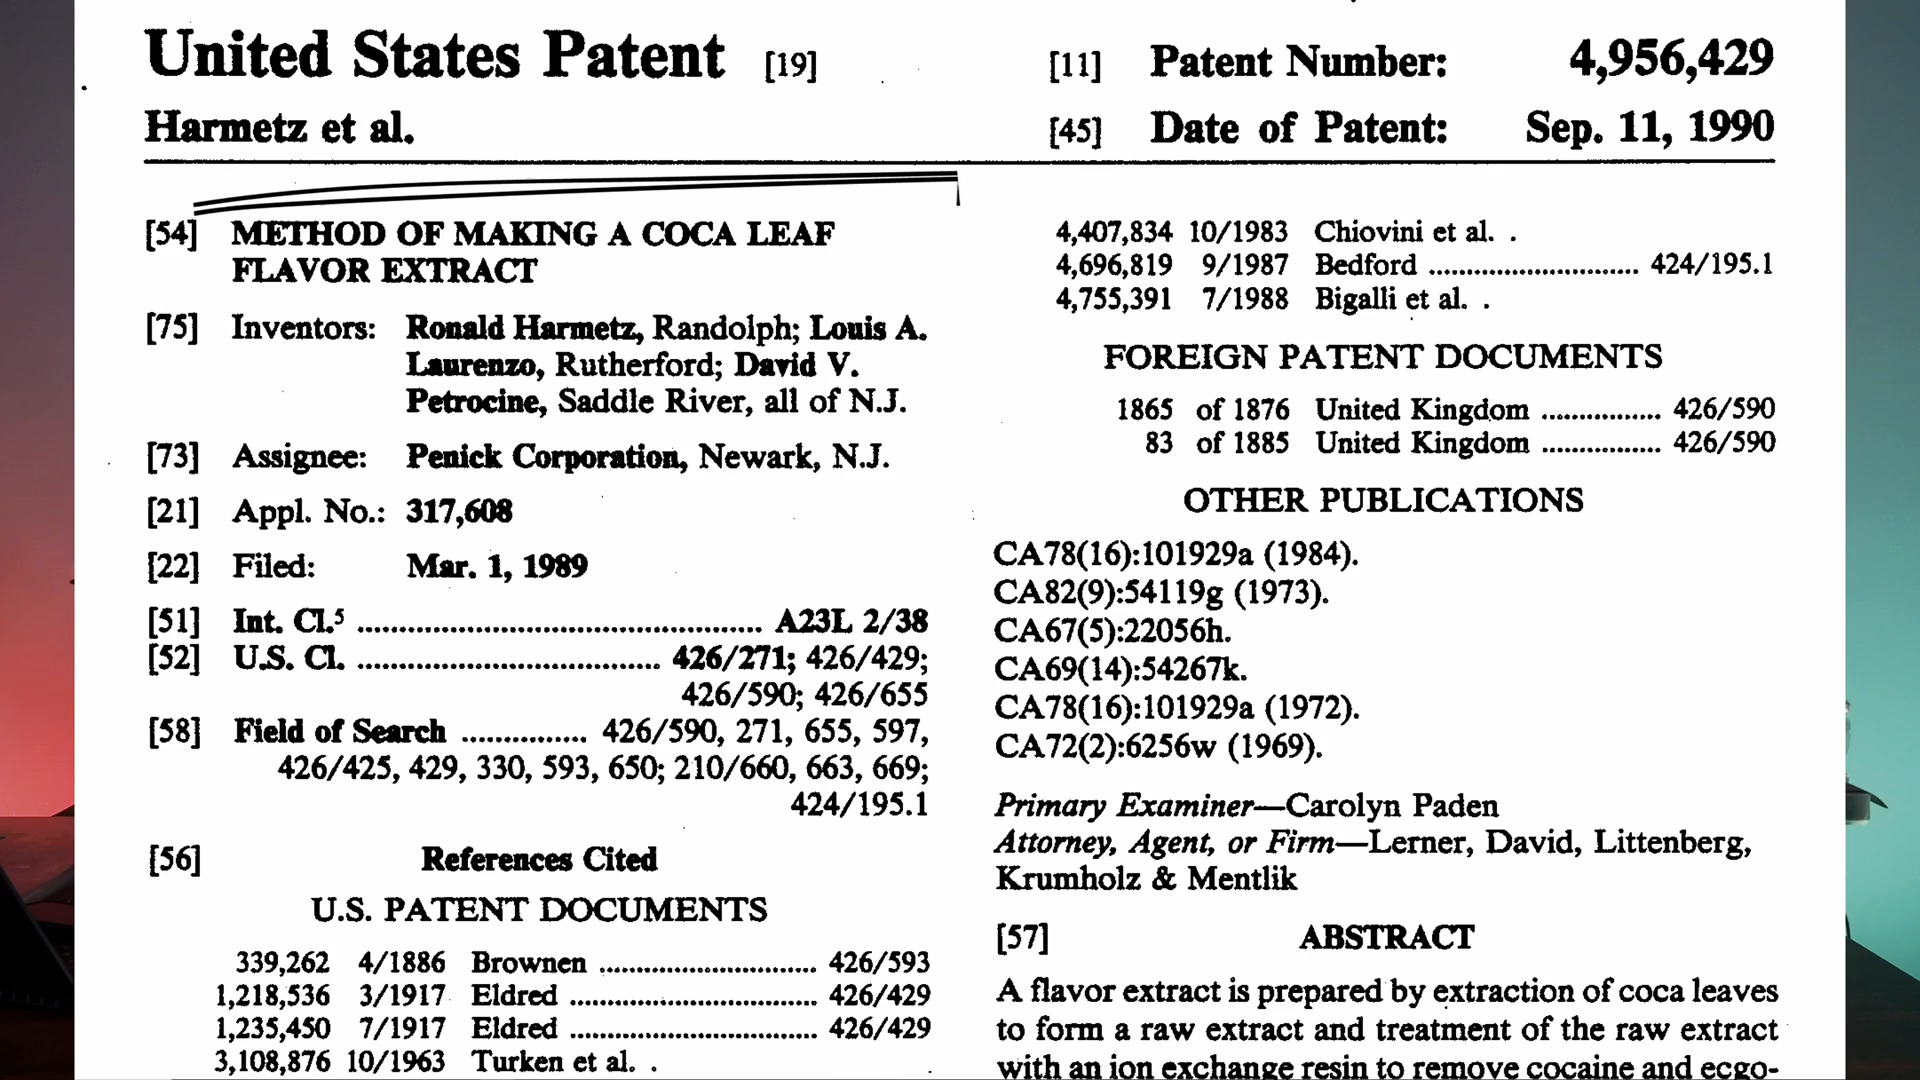 United States Patent [19]
Harmetz et al.
[11] Patent Number: 4,956,429
[45] Date of Patent: Sep. 11, 1990
[54] METHOD OF MAKING A COCA LEAF
FLAVOR EXTRACT
[75] Inventors: Ronald Harmetz, Randolph; Louis A.
Laurenzo, Rutherford; David V.
Petrocine, Saddle River, all of N.J.
[73] Assignee: Penick Corporation, Newark, N.J.
[21] Appl. No.: 317,608
[22] Filed: Mar. 1, 1989
[51] Int. Cl.⁵ ................................................ A23L 2/38
[52] U.S. Cl. ..................................... 426/271; 426/429;
426/590; 426/655
[58] Field of Search ............... 426/590, 271, 655, 597,
426/425, 429, 330, 593, 650; 210/660, 663, 669;
424/195.1
[56] References Cited
U.S. PATENT DOCUMENTS
339,262 4/1886 Brownen .............................. 426/593
1,218,536 3/1917 Eldred .................................. 426/429
1,235,450 7/1917 Eldred .................................. 426/429
3,108,876 10/1963 Turken et al. .
4,407,834 10/1983 Chiovini et al. .
4,696,819 9/1987 Bedford ............................. 424/195.1
4,755,391 7/1988 Bigalli et al. .
FOREIGN PATENT DOCUMENTS
1865 of 1876 United Kingdom ................ 426/590
83 of 1885 United Kingdom ................ 426/590
OTHER PUBLICATIONS
CA78(16):101929a (1984).
CA82(9):54119g (1973).
CA67(5):22056h.
CA69(14):54267k.
CA78(16):101929a (1972).
CA72(2):6256w (1969).
Primary Examiner—Carolyn Paden
Attorney, Agent, or Firm—Lerner, David, Littenberg,
Krumholz & Mentlik
[57] ABSTRACT
A flavor extract is prepared by extraction of coca leaves
to form a raw extract and treatment of the raw extract
with an ion exchange resin to remove cocaine and ecgo-